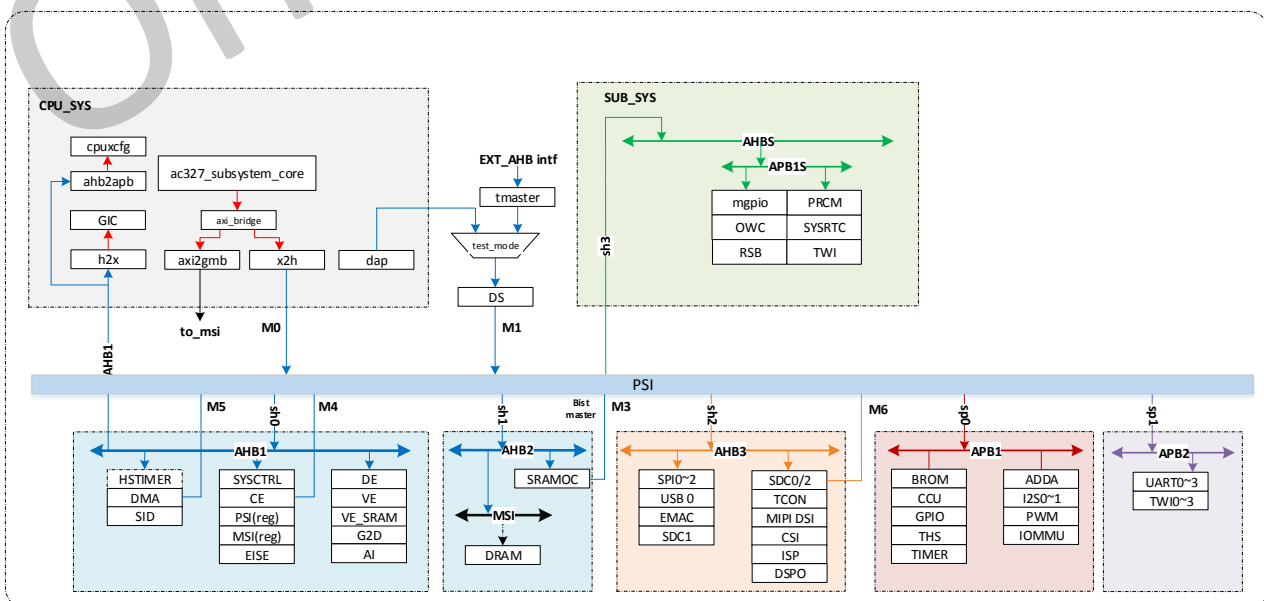 CPU_SYS
cpuxcfg
ahb2apb
GIC
h2x
ac327_subsystem_core
axi_bridge
axi2gmb
x2h
dap
to_msi
M0
AHB1
EXT_AHB intf
tmaster
test_mode
DS
M1
SUB_SYS
AHBS
APB1S
mgpio
PRCM
OWC
SYSRTC
RSB
TWI
sh3
PSI
M5
sh0
M4
AHB1
HSTIMER
DMA
SID
SYSCTRL
CE
PSI(reg)
MSI(reg)
EISE
DE
VE
VE_SRAM
G2D
AI
sh1
Bist
master
M3
AHB2
SRAMOC
MSI
DRAM
sh2
M6
AHB3
SPI0~2
USB 0
EMAC
SDC1
SDC0/2
TCON
MIPI DSI
CSI
ISP
DSPO
sp0
APB1
BROM
CCU
GPIO
THS
TIMER
ADDA
I2S0~1
PWM
IOMMU
sp1
APB2
UART0~3
TWI0~3